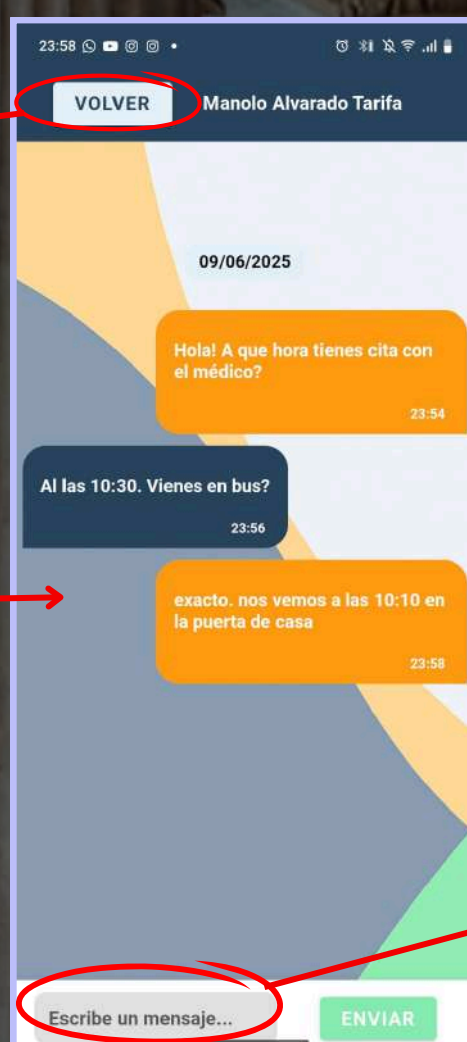 23:58
VOLVER
Manolo Alvarado Tarifa
09/06/2025
Hola! A que hora tienes cita con
el médico?
23:54
Al las 10:30. Vienes en bus?
23:56
exacto. nos vemos a las 10:10 en
la puerta de casa
23:58
Escribe un mensaje...
ENVIAR